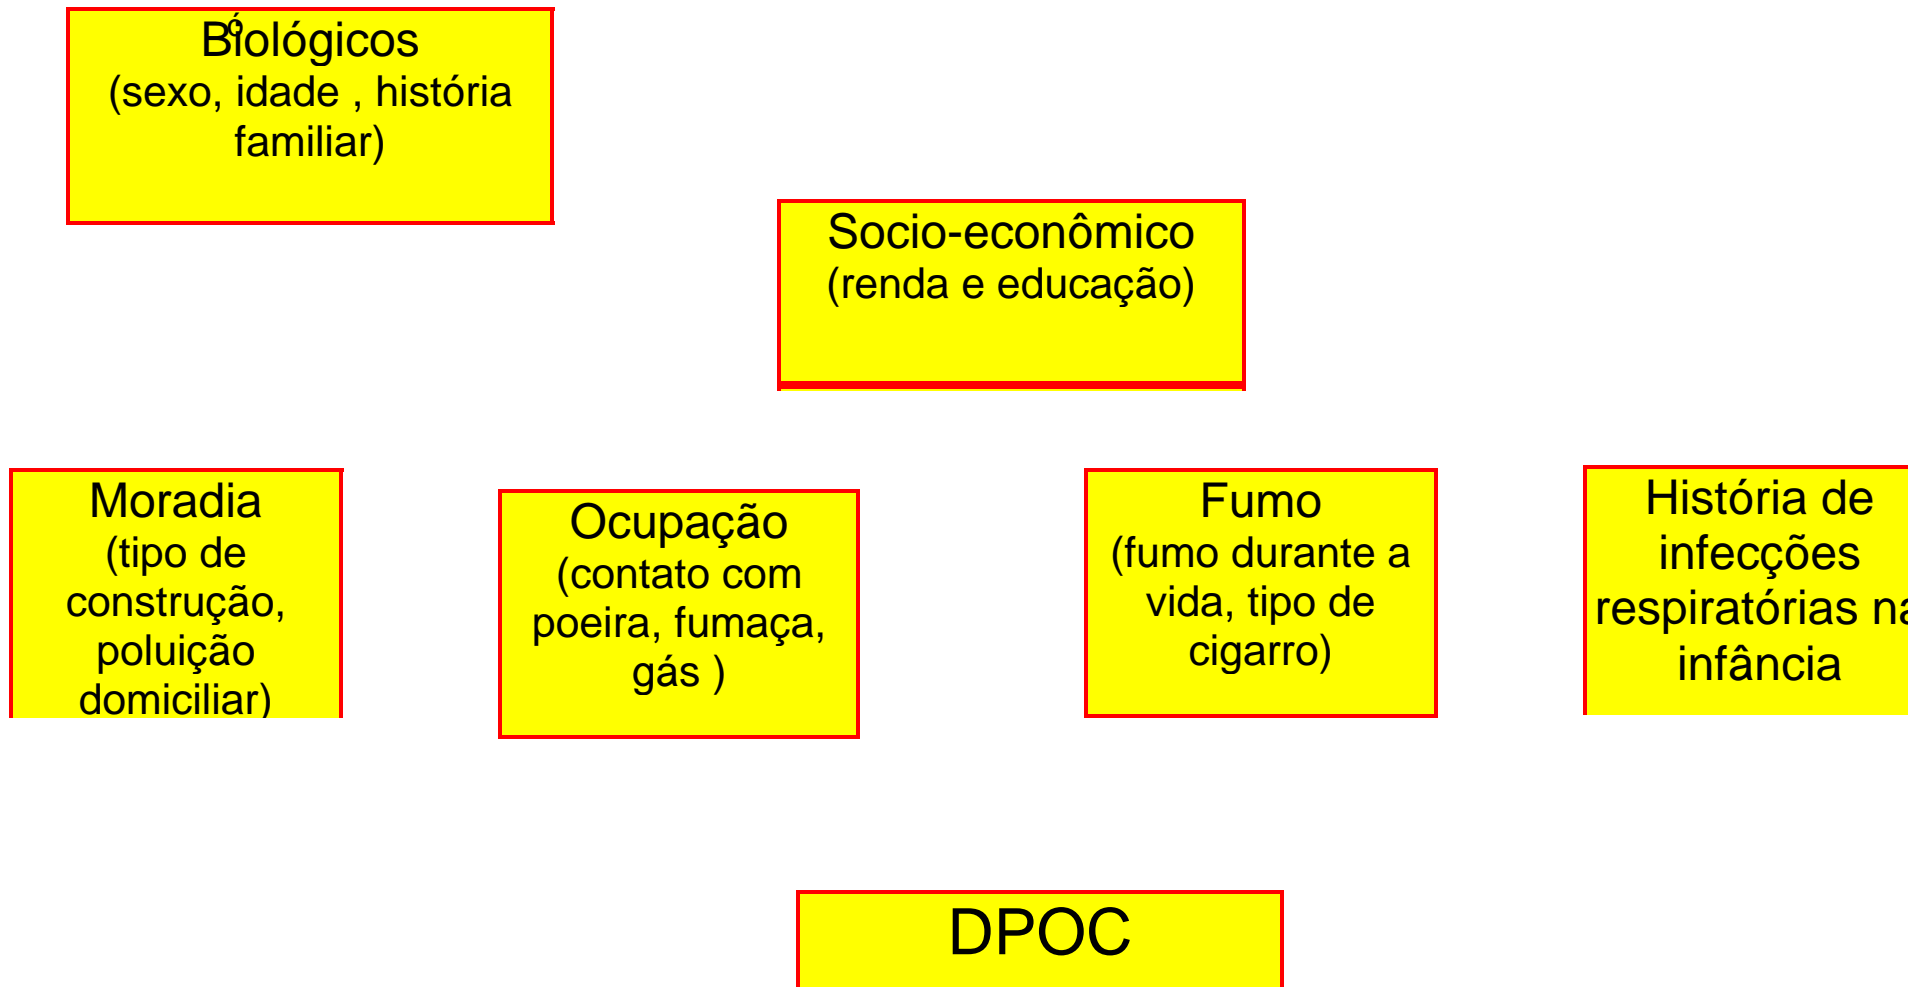 Biológicos
(sexo, idade , história
familiar)
Socio-econômico
(renda e educação)
Moradia
(tipo de
construção,
poluição
domiciliar)
Ocupação
(contato com
poeira, fumaça,
gás )
Fumo
(fumo durante a
vida, tipo de
cigarro)
História de
infecções
respiratórias na
infância
DPOC